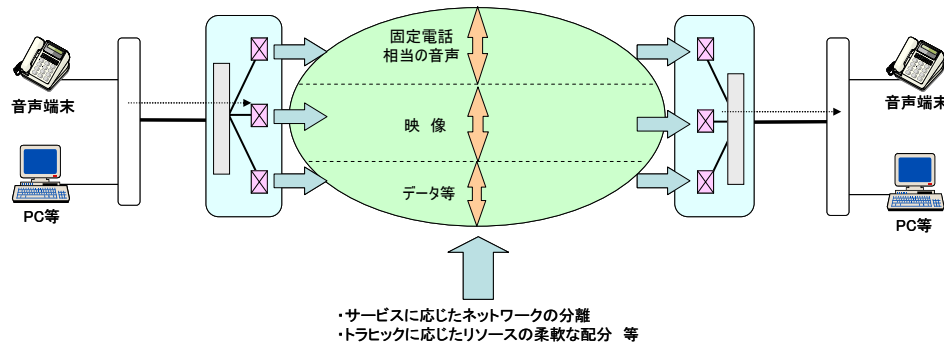 固定電話
相当の音声
音声端末
音声端末
映　像
データ等
PC等
PC等
・サービスに応じたネットワークの分離
・トラヒックに応じたリソースの柔軟な配分　等